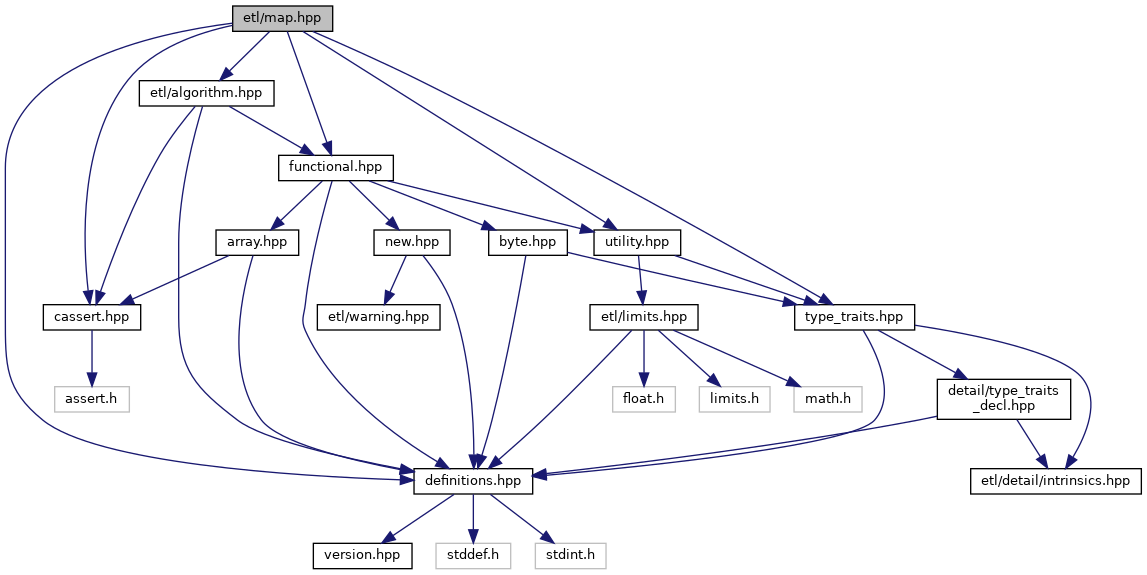 etl/map.hpp
etl/algorithm.hpp
functional.hpp
array.hpp
new.hpp
byte.hpp
utility.hpp
cassert.hpp
etl/warning.hpp
etl/limits.hpp
type_traits.hpp
assert.h
float.h
limits.h
math.h
detail/type_traits
_decl.hpp
definitions.hpp
etl/detail/intrinsics.hpp
version.hpp
stddef.h
stdint.h